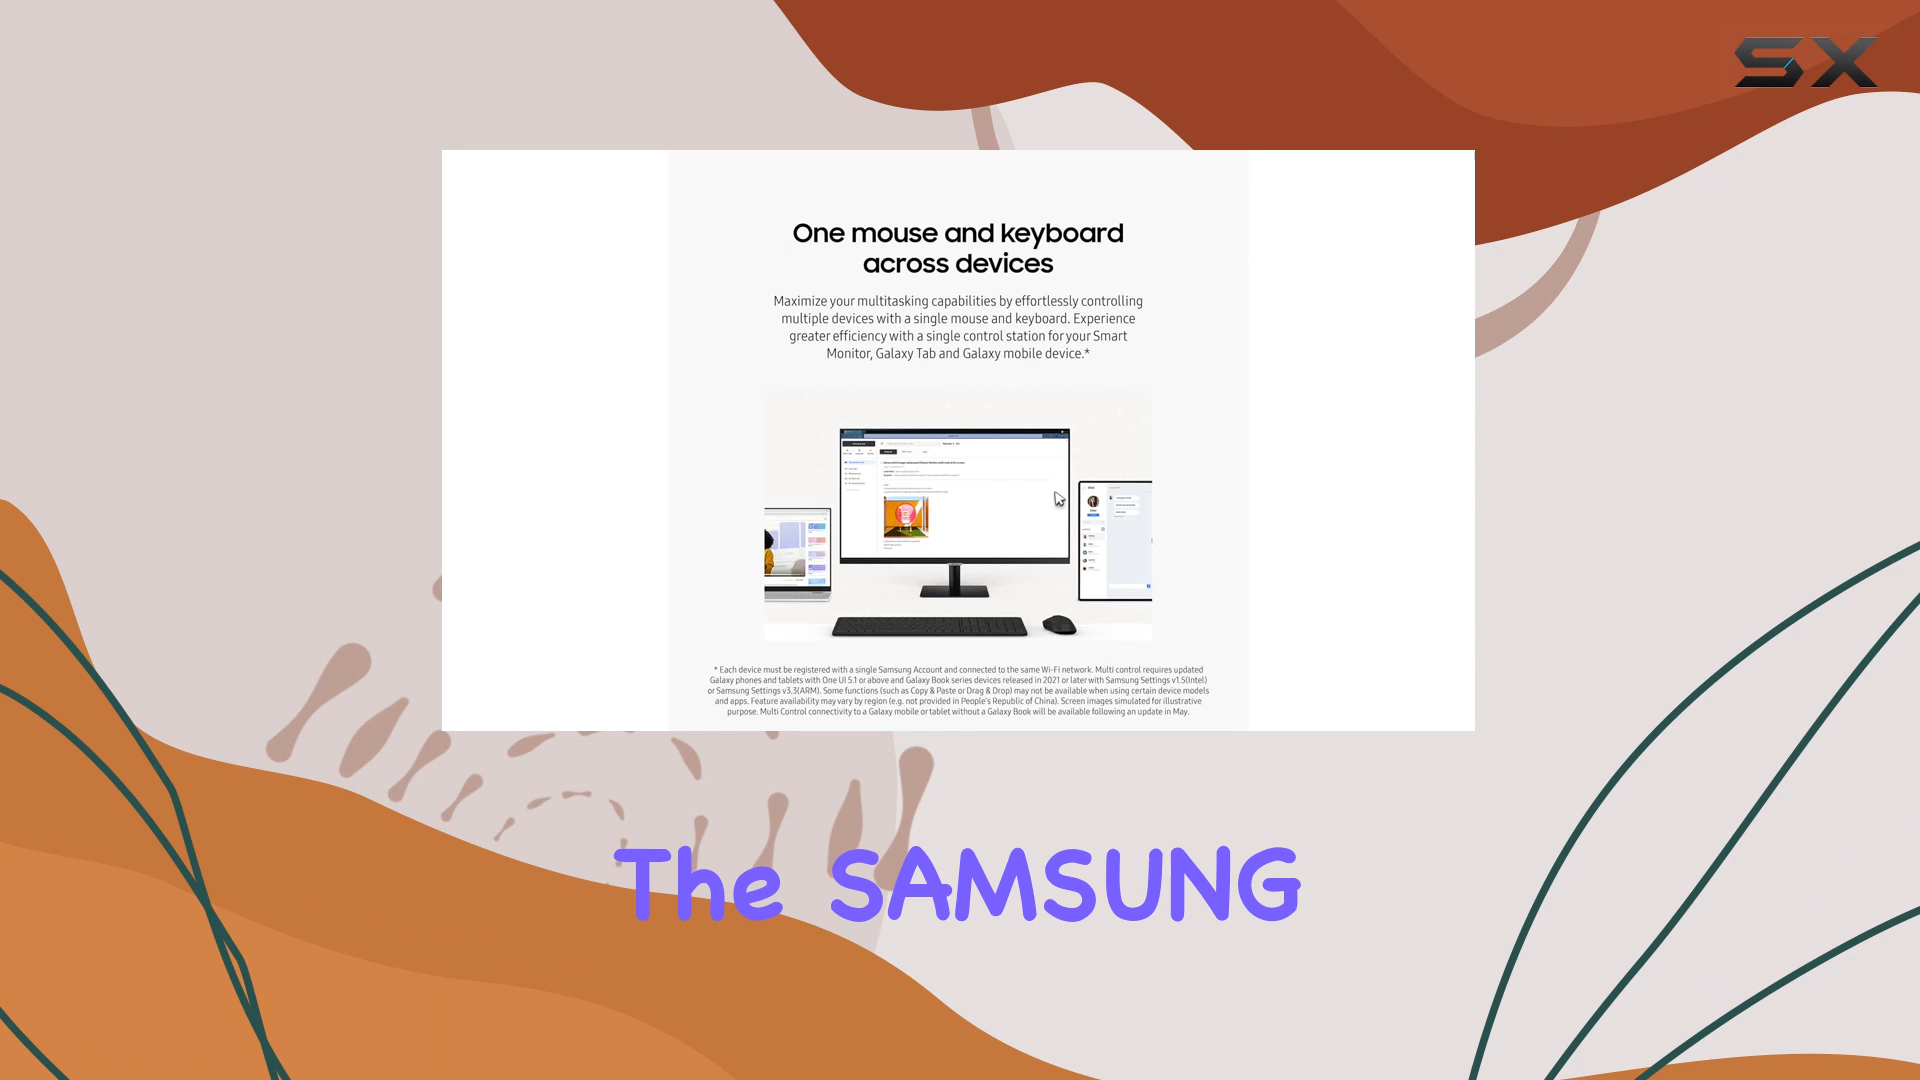 SX
One mouse and keyboard
across devices
Maximize your multitasking capabilities by effortlessly controlling
multiple devices with a single mouse and keyboard. Experience
greater efficiency with a single control station for your Smart
Monitor, Galaxy Tab and Galaxy mobile device.*
* Each device must be registered with a single Samsung Account and connected to the same Wi-Fi network. Multi control requires updated
Galaxy phones and tablets with One UI 5.1 or above and Galaxy Book series devices released in 2021 or later with Samsung Settings v1.5(Intel)
or Samsung Settings v3.3(ARM). Some functions (such as Copy & Paste or Drag & Drop) may not be available when using certain device models
and apps. Feature availability may vary by region (e.g. not provided in People's Republic of China). Screen images simulated for illustrative
purpose. Multi Control connectivity to a Galaxy mobile or tablet without a Galaxy Book will be available following an update in May.
The SAMSUNG